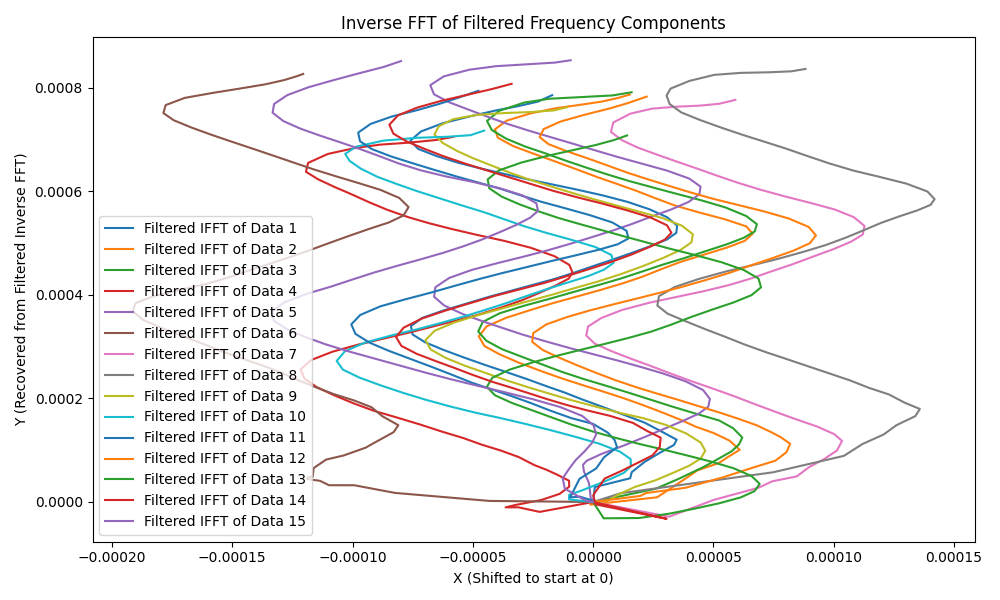 Inverse FFT of Filtered Frequency Components
Y (Recovered from Filtered Inverse FFT)
0.0008
0.0006
0.0004
0.0002
0.0000
Filtered IFFT of Data 1
Filtered IFFT of Data 2
Filtered IFFT of Data 3
Filtered IFFT of Data 4
Filtered IFFT of Data 5
Filtered IFFT of Data 6
Filtered IFFT of Data 7
Filtered IFFT of Data 8
Filtered IFFT of Data 9
Filtered IFFT of Data 10
Filtered IFFT of Data 11
Filtered IFFT of Data 12
Filtered IFFT of Data 13
Filtered IFFT of Data 14
Filtered IFFT of Data 15
−0.00020 −0.00015 −0.00010 −0.00005 0.00000 0.00005 0.00010 0.00015
X (Shifted to start at 0)